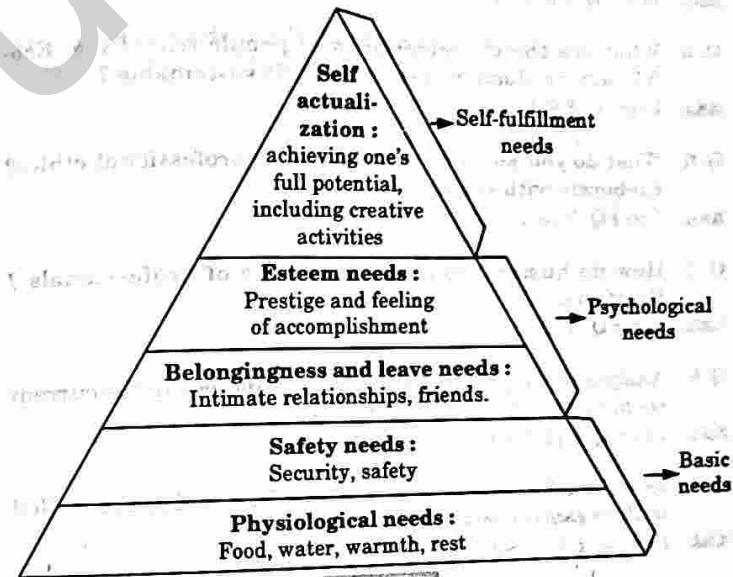 Self
actuali-
zation :
achieving one's
full potential,
including creative
activities
Self-fulfillment
needs
Esteem needs :
Prestige and feeling
of accomplishment
Psychological
needs
Belongingness and leave needs :
Intimate relationships, friends.
Safety needs :
Security, safety
Basic
needs
Physiological needs :
Food, water, warmth, rest